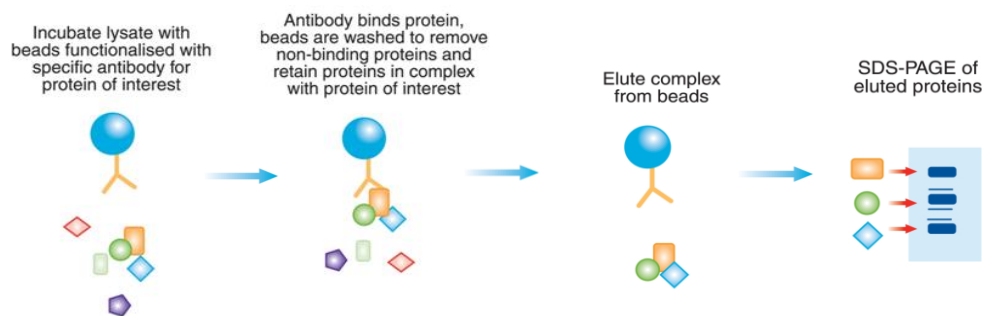 Incubate lysate with
beads functionalised with
specific antibody for
protein of interest
Antibody binds protein,
beads are washed to remove
non-binding proteins and
retain proteins in complex
with protein of interest
Elute complex
from beads
SDS-PAGE of
eluted proteins